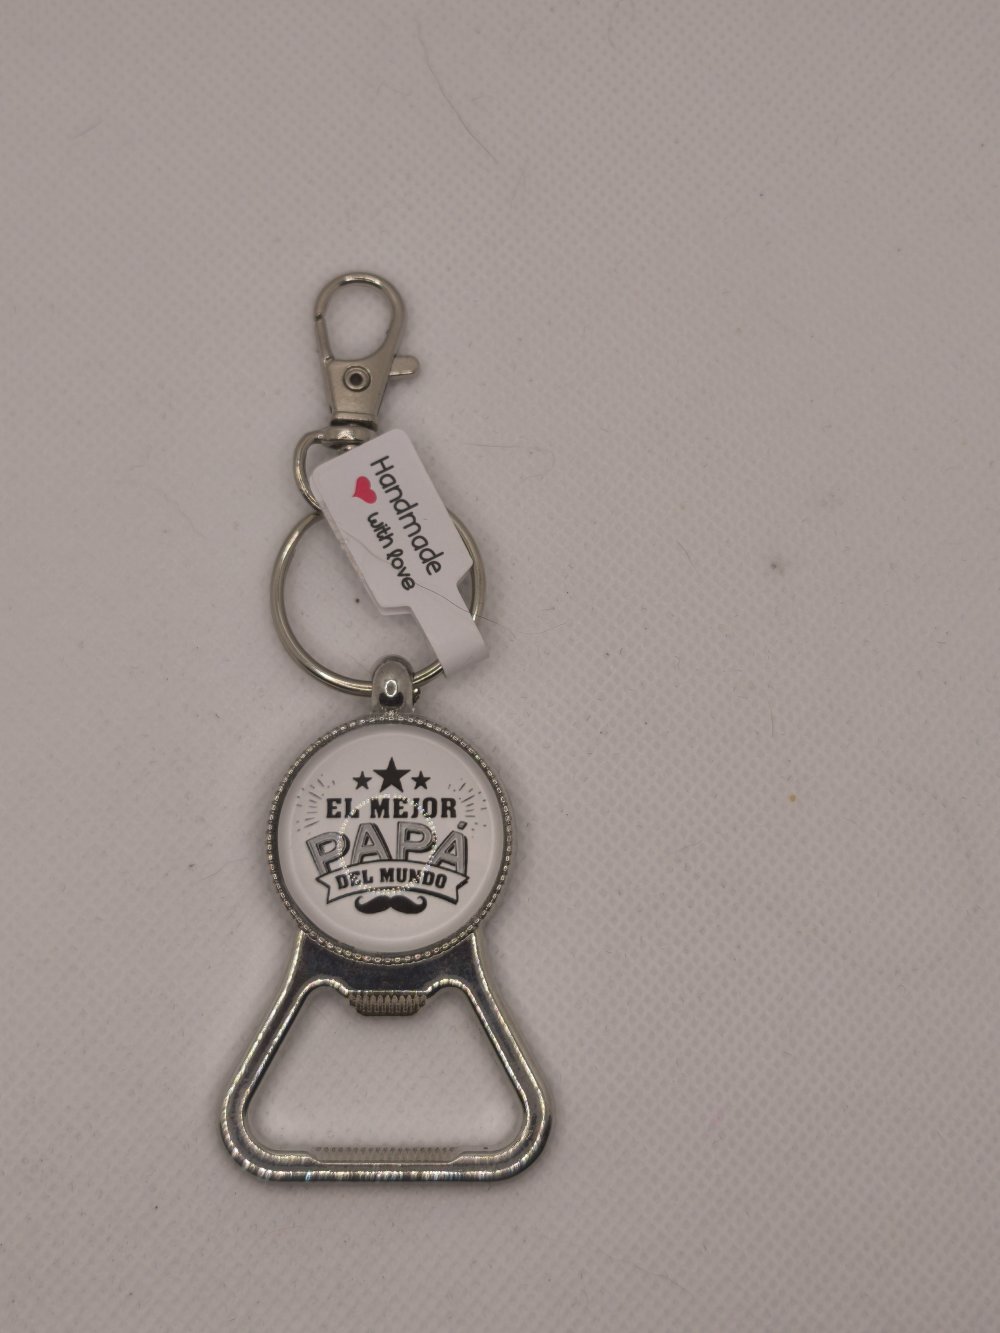 Handmade
with love
EL MEJOR
PAPÁ
DEL MUNDO